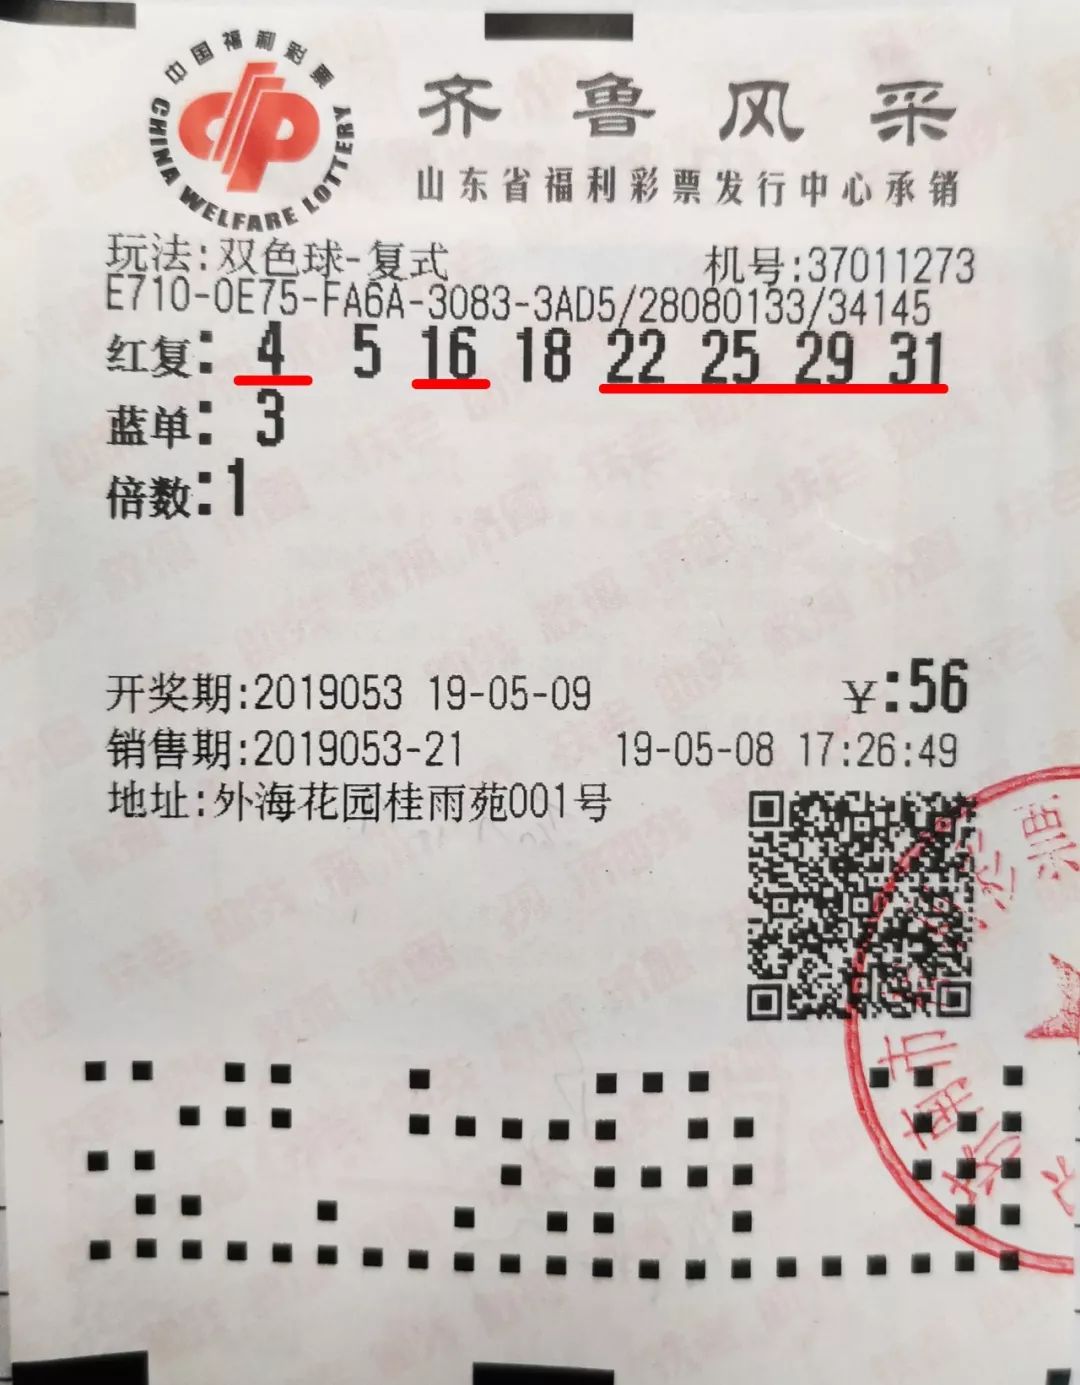 中国福利彩票
CHINA WELFARE LOTTERY
齐鲁风采
山东省福利彩票发行中心承销
玩法:双色球-复式 机号:37011273
E710-0E75-FA6A-3083-3AD5/28080133/34145
红复: 4 5 16 18 22 25 29 31
蓝单: 3
倍数:1
开奖期:2019053 19-05-09 ¥:56
销售期:2019053-21 19-05-08 17:26:49
地址:外海花园桂雨苑001号